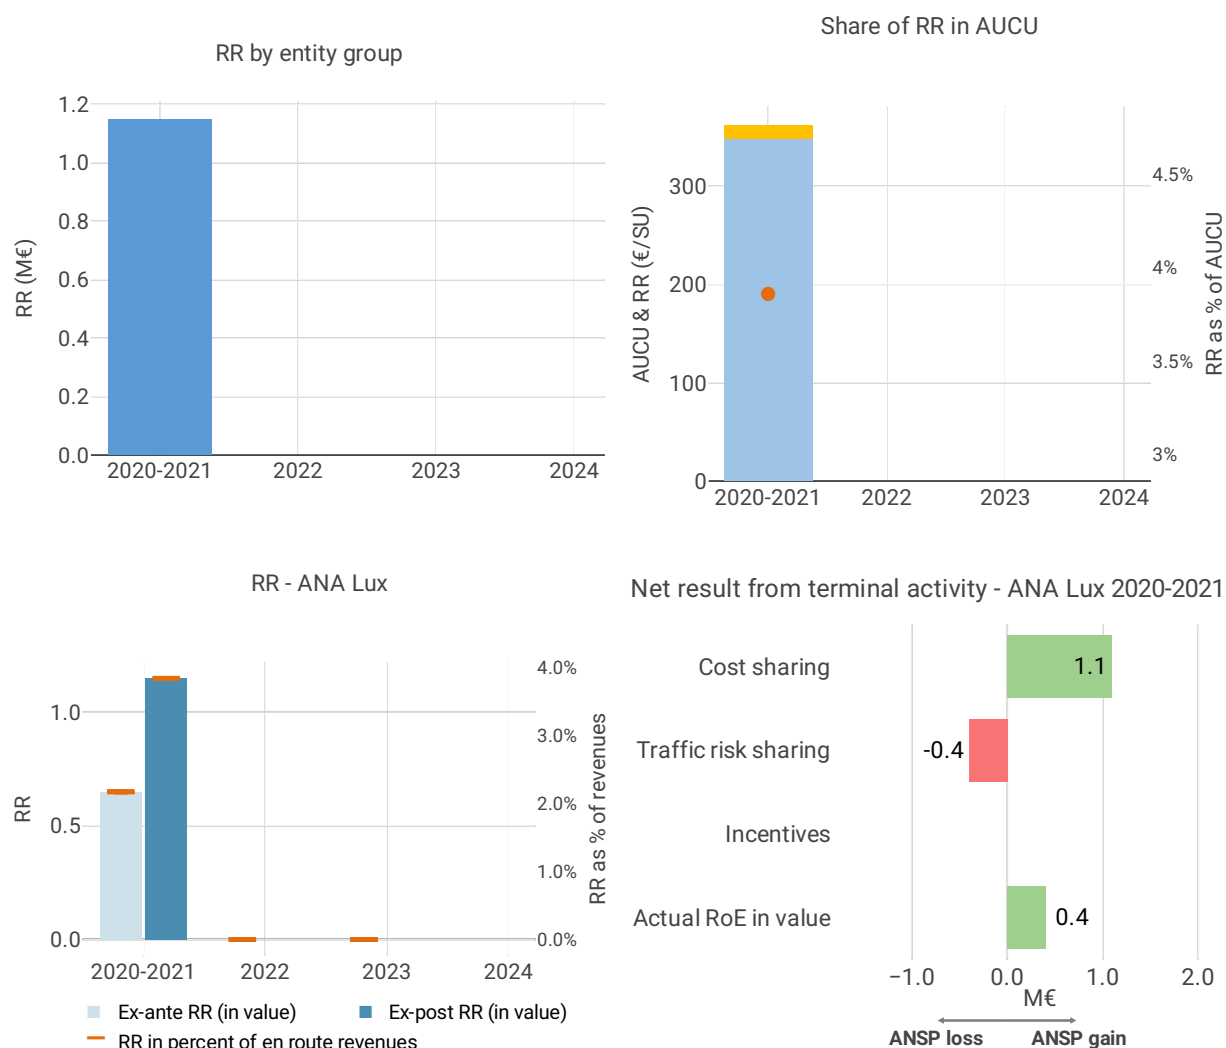 RR by entity group
RR (M€)
1.2
1.0
0.8
0.6
0.4
0.2
0.0
2020-2021 2022 2023 2024
Share of RR in AUCU
AUCU & RR (€/SU)
300
200
100
0
4.5%
4%
3.5%
3%
RR as % of AUCU
2020-2021 2022 2023 2024
RR - ANA Lux
RR
1.0
0.5
0.0
4.0%
3.0%
2.0%
1.0%
0.0%
RR as % of revenues
2020-2021 2022 2023 2024
Ex-ante RR (in value) Ex-post RR (in value)
RR in percent of en route revenues
Net result from terminal activity - ANA Lux 2020-2021
Cost sharing 1.1
Traffic risk sharing -0.4
Incentives
Actual RoE in value 0.4
−1.0 0.0 1.0 2.0
M€
ANSP loss ANSP gain